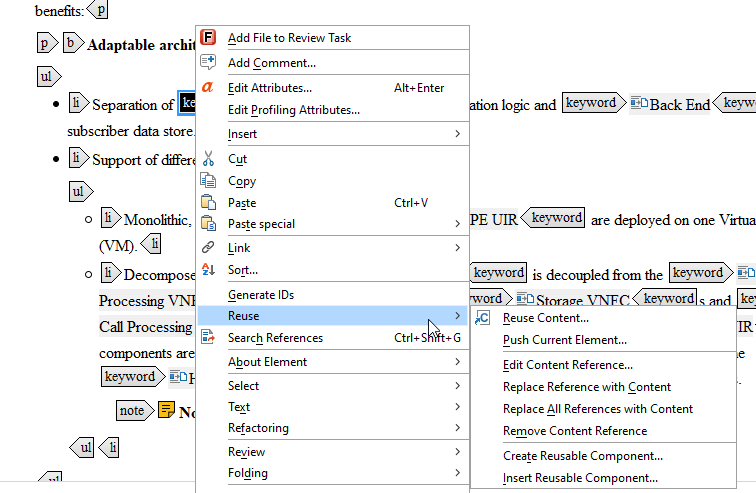 benefits: p
p b Adaptable archit
ul
li Separation of ke ation logic and keyword Back End keyw
subscriber data store.
li Support of differe
ul
li Monolithic, PE UIR keyword are deployed on one Virtua
(VM). li
li Decompose keyword is decoupled from the keyword
Processing VNF word Storage VNFC keyword s and ke
Call Processing IR
components are the
keyword H s.
note No
ul li
ul
Add File to Review Task
Add Comment...
Edit Attributes... Alt+Enter
Edit Profiling Attributes...
Insert
Cut
Copy
Paste Ctrl+V
Paste special
Link
Sort...
Generate IDs
Reuse
Search References Ctrl+Shift+G
About Element
Select
Text
Refactoring
Review
Folding
Reuse Content...
Push Current Element...
Edit Content Reference...
Replace Reference with Content
Replace All References with Content
Remove Content Reference
Create Reusable Component...
Insert Reusable Component...